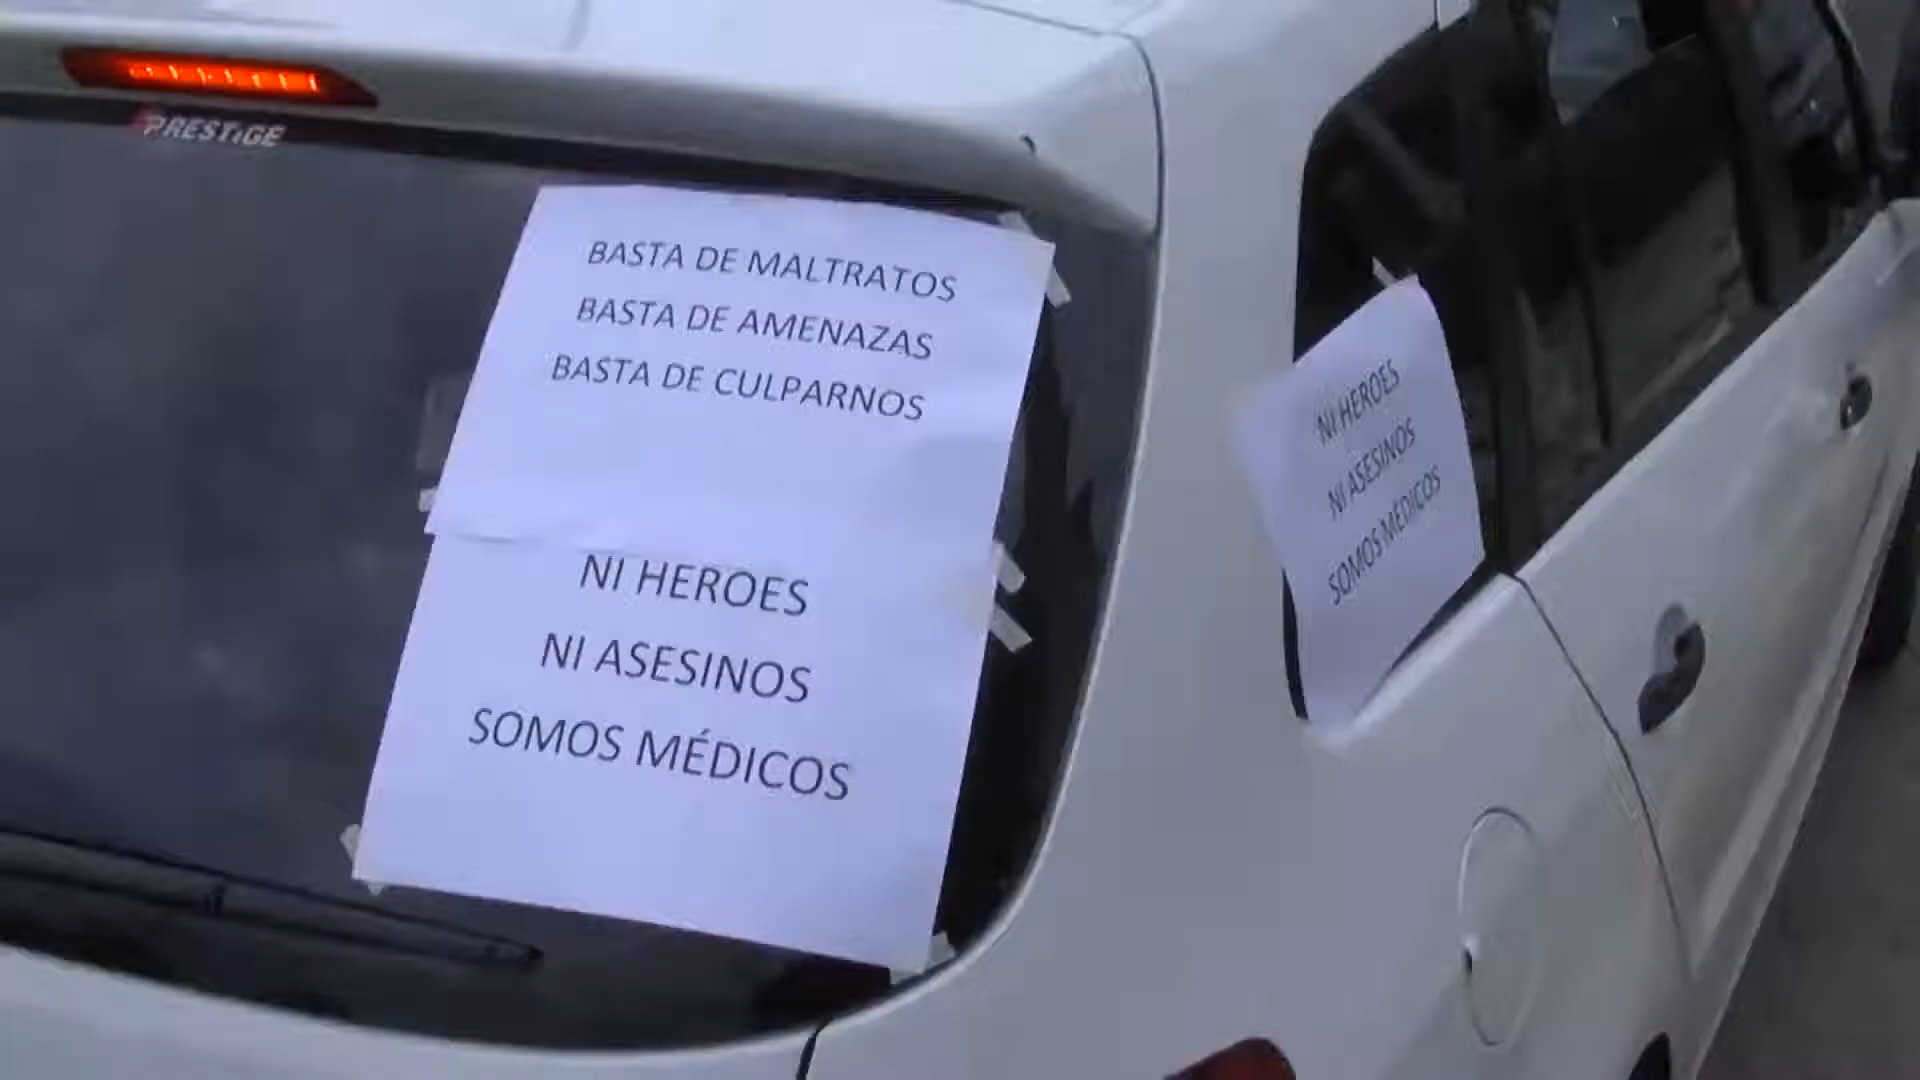 PRESTiGE
BASTA DE MALTRATOS
BASTA DE AMENAZAS
BASTA DE CULPARNOS
NI HEROES
NI ASESINOS
SOMOS MÉDICOS
NI HEROES
NI ASESINOS
SOMOS MÉDICOS